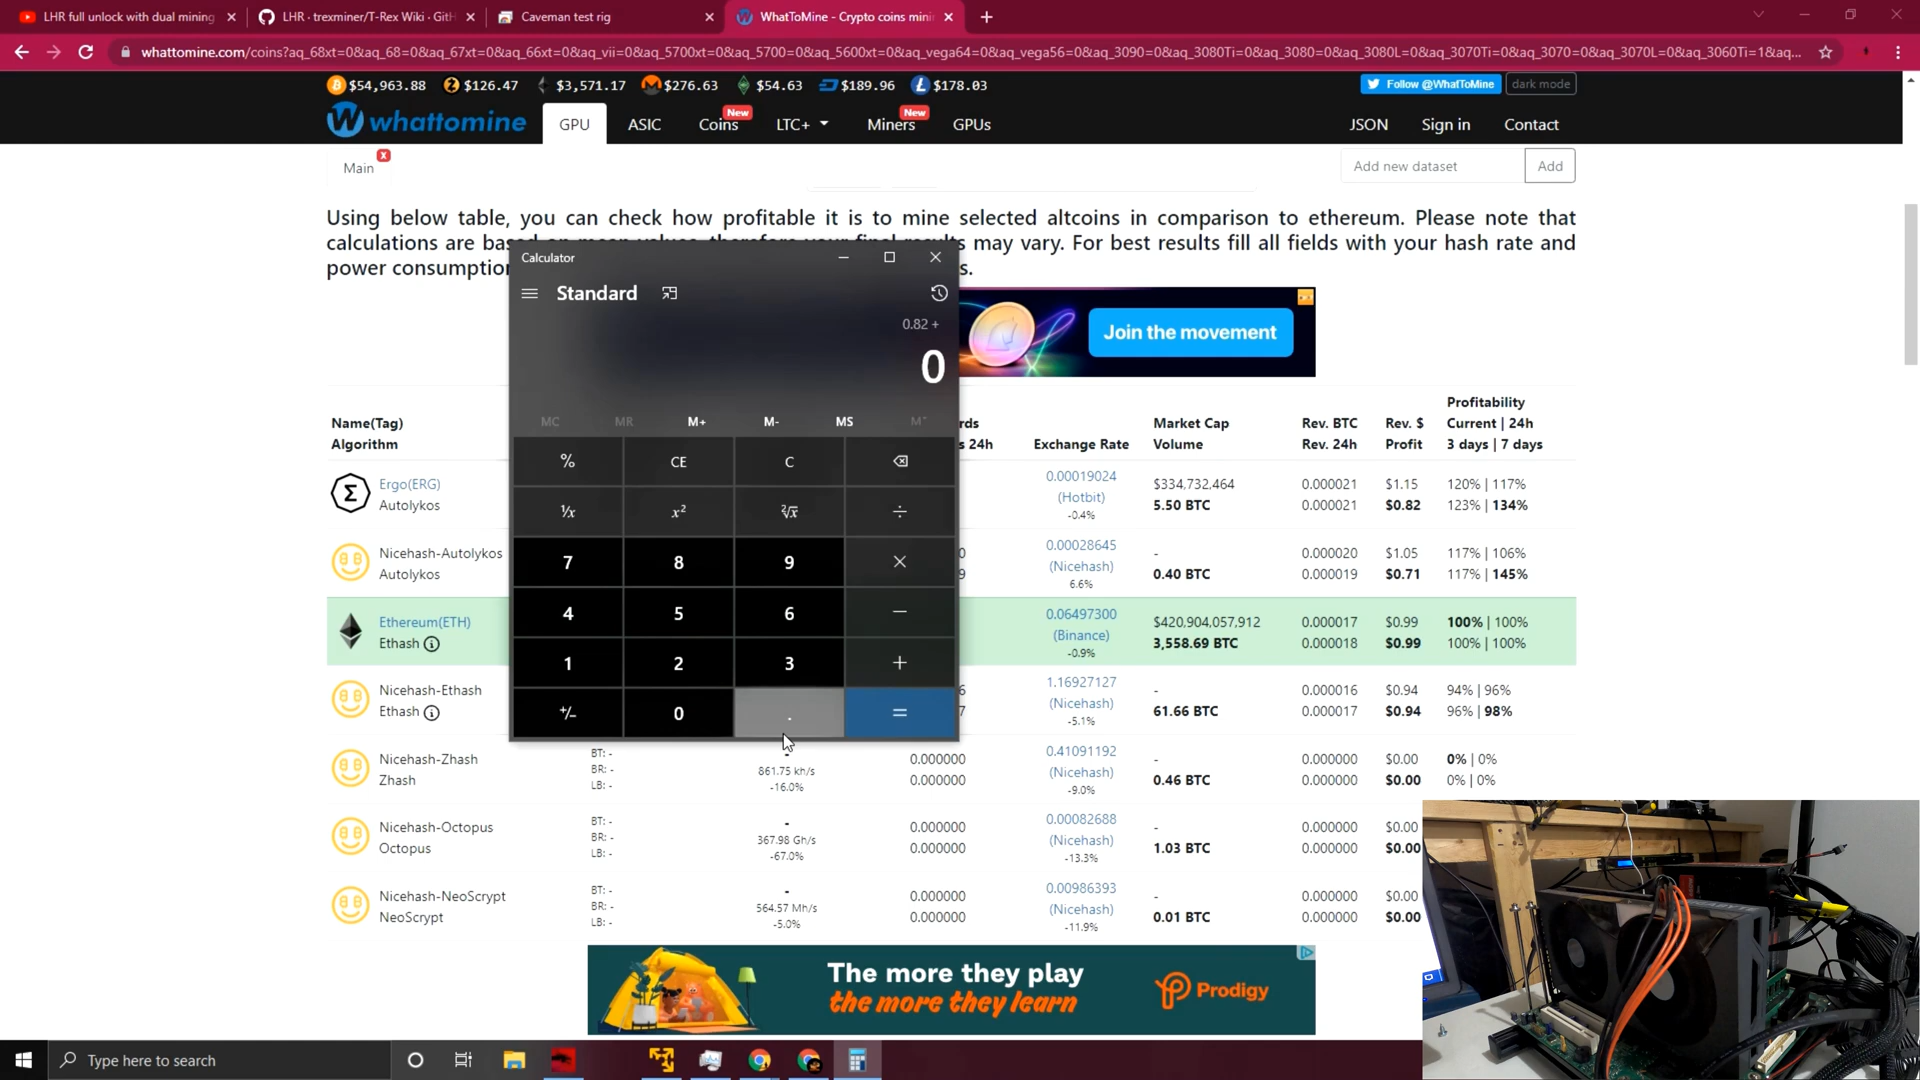 LHR full unlock with dual mining
LHR · trexminer/T-Rex Wiki · GitH
Caveman test rig
WhatToMine - Crypto coins mini
whattomine.com/coins?aq_68xt=0&aq_68=0&aq_67xt=0&aq_66xt=0&aq_vii=0&aq_5700xt=0&aq_5700=0&aq_5600xt=0&aq_vega64=0&aq_vega56=0&aq_3090=0&aq_3080Ti=0&aq_3080=0&aq_3080L=0&aq_3070Ti=0&aq_3070=0&aq_3070L=0&aq_3060Ti=1&aq...
$54,963.88 $126.47 $3,571.17 $276.63 $54.63 $189.96 $178.03
Follow @WhatToMine dark mode
whattomine
GPU ASIC Coins New LTC+ Miners New GPUs
JSON Sign in Contact
Main x
Add new dataset Add
Using below table, you can check how profitable it is to mine selected altcoins in comparison to ethereum. Please note that
calculations are may vary. For best results fill all fields with your hash rate and
power consumption s.
Calculator
Standard
0.82 +
0
MC MR M+ M- MS M˅
% CE C
¹/x x² ²√x ÷
7 8 9 ×
4 5 6 −
1 2 3 +
+/− 0 . =
Join the movement
Name(Tag)
Algorithm
rds
s 24h
Exchange Rate
Market Cap
Volume
Rev. BTC
Rev. 24h
Rev. $
Profit
Profitability
Current | 24h
3 days | 7 days
Ergo(ERG)
Autolykos
0.00019024
(Hotbit)
-0.4%
$334,732,464
5.50 BTC
0.000021
0.000021
$1.15
$0.82
120% | 117%
123% | 134%
Nicehash-Autolykos
Autolykos
0
9
0.00028645
(Nicehash)
6.6%
-
0.40 BTC
0.000020
0.000019
$1.05
$0.71
117% | 106%
117% | 145%
Ethereum(ETH)
Ethash
0.06497300
(Binance)
-0.9%
$420,904,057,912
3,558.69 BTC
0.000017
0.000018
$0.99
$0.99
100% | 100%
100% | 100%
Nicehash-Ethash
Ethash
6
7
1.16927127
(Nicehash)
-5.1%
-
61.66 BTC
0.000016
0.000017
$0.94
$0.94
94% | 96%
96% | 98%
Nicehash-Zhash
Zhash
BT: -
BR: -
LB: -
-
861.75 kh/s
-16.0%
0.000000
0.000000
0.41091192
(Nicehash)
-9.0%
-
0.46 BTC
0.000000
0.000000
$0.00
$0.00
0% | 0%
0% | 0%
Nicehash-Octopus
Octopus
BT: -
BR: -
LB: -
-
367.98 Gh/s
-67.0%
0.000000
0.000000
0.00082688
(Nicehash)
-13.3%
-
1.03 BTC
0.000000
0.000000
$0.00
$0.00
Nicehash-NeoScrypt
NeoScrypt
BT: -
BR: -
LB: -
-
564.57 Mh/s
-5.0%
0.000000
0.000000
0.00986393
(Nicehash)
-11.9%
-
0.01 BTC
0.000000
0.000000
$0.00
$0.00
The more they play
the more they learn
Prodigy
Type here to search